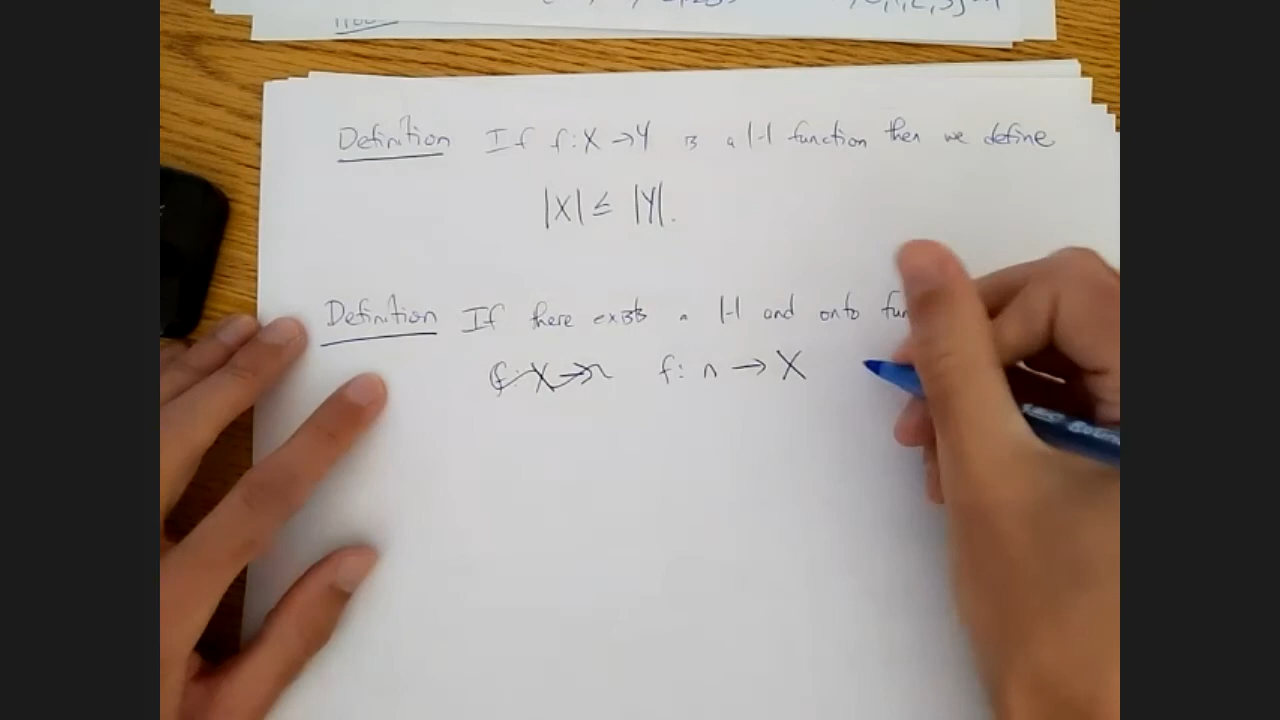 Definition If f: X → Y is a 1-1 function then we define
|X| ≤ |Y|.
Definition If there exists a 1-1 and onto fun
f: X → n f: n → X